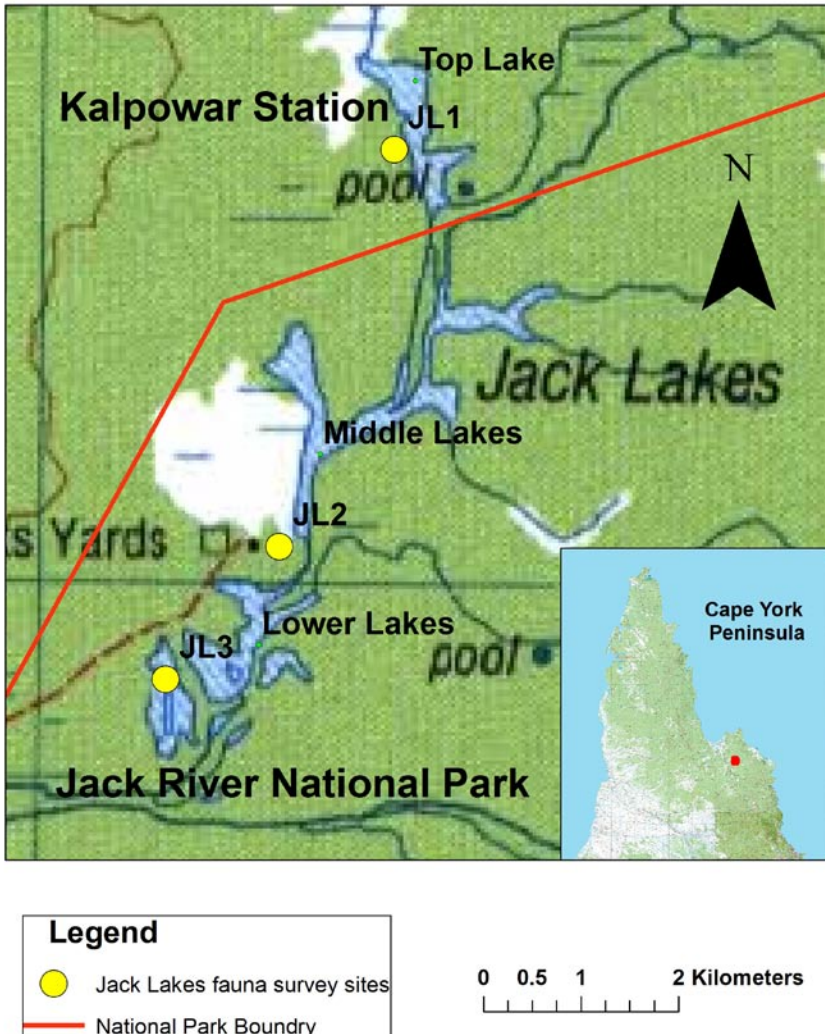 Top Lake
Kalpowar Station
JL1
pool
N
Jack Lakes
Middle Lakes
JL2
s Yards
Cape York
Peninsula
Lower Lakes
JL3
pool
Jack River National Park
Legend
Jack Lakes fauna survey sites
National Park Boundry
0 0.5 1 2 Kilometers